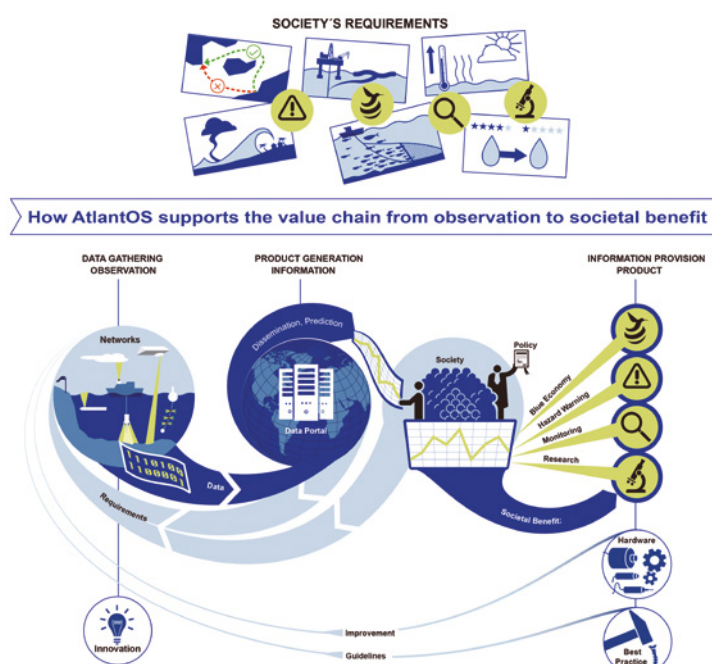 SOCIETY´S REQUIREMENTS
How AtlantOS supports the value chain from observation to societal benefit
DATA GATHERING
OBSERVATION
PRODUCT GENERATION
INFORMATION
INFORMATION PROVISION
PRODUCT
Networks
Dissemination, Prediction
Policy
Society
Data Portal
Blue Economy
Hazard Warning
Monitoring
Research
1110100
1100001
Data
Requirements
Societal Benefit
Hardware
Innovation
Improvement
Guidelines
Best
Practice